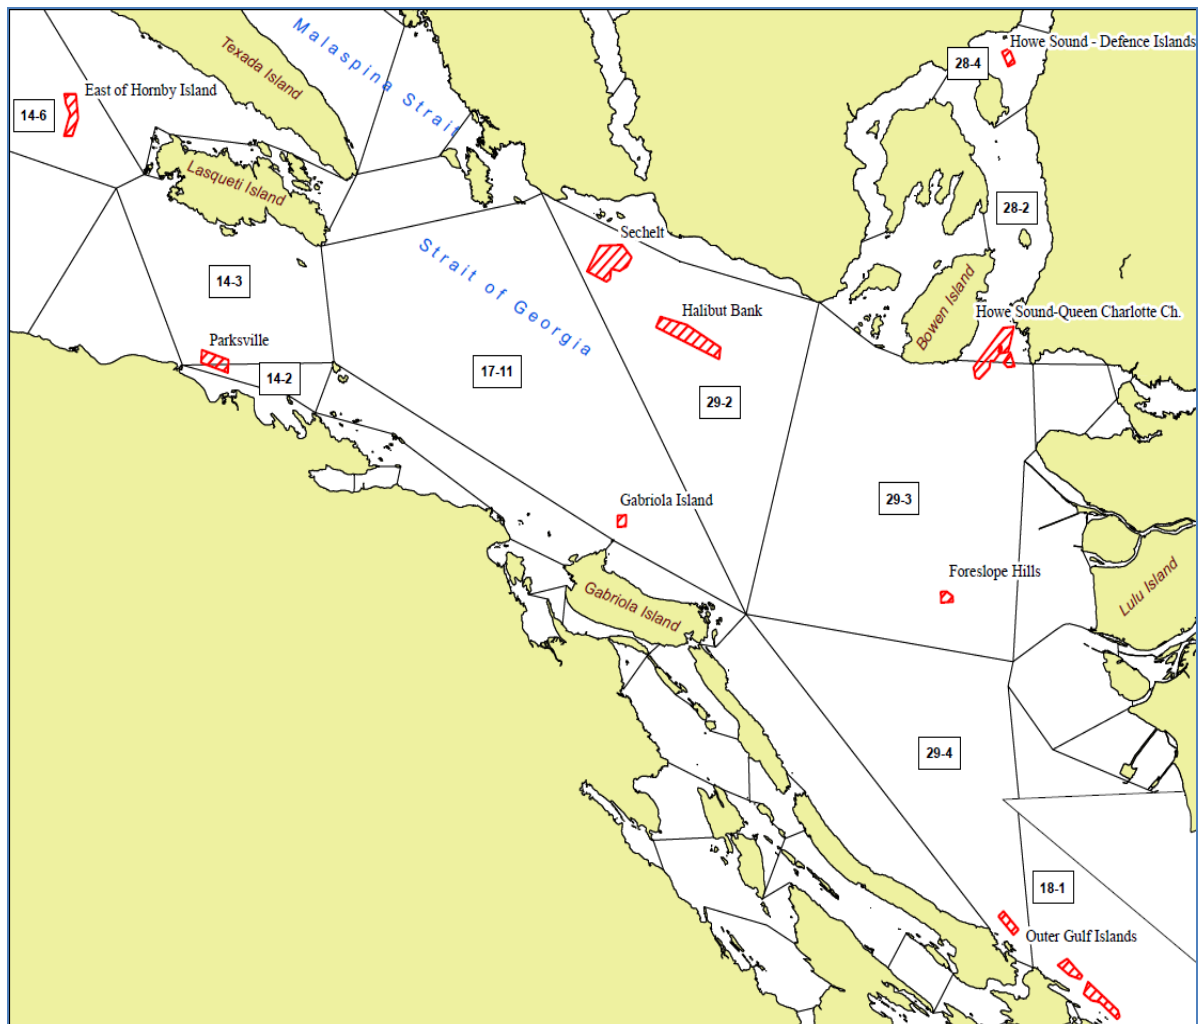 Malaspina Strait
Howe Sound - Defence Islands
Texada Island
28-4
East of Hornby Island
14-6
Lasqueti Island
28-2
Sechelt
Strait of Georgia
14-3
Halibut Bank
Bowen Island
Howe Sound-Queen Charlotte Ch.
Parksville
14-2
17-11
29-2
Gabriola Island
29-3
Foreslope Hills
Lulu Island
Gabriola Island
29-4
18-1
Outer Gulf Islands